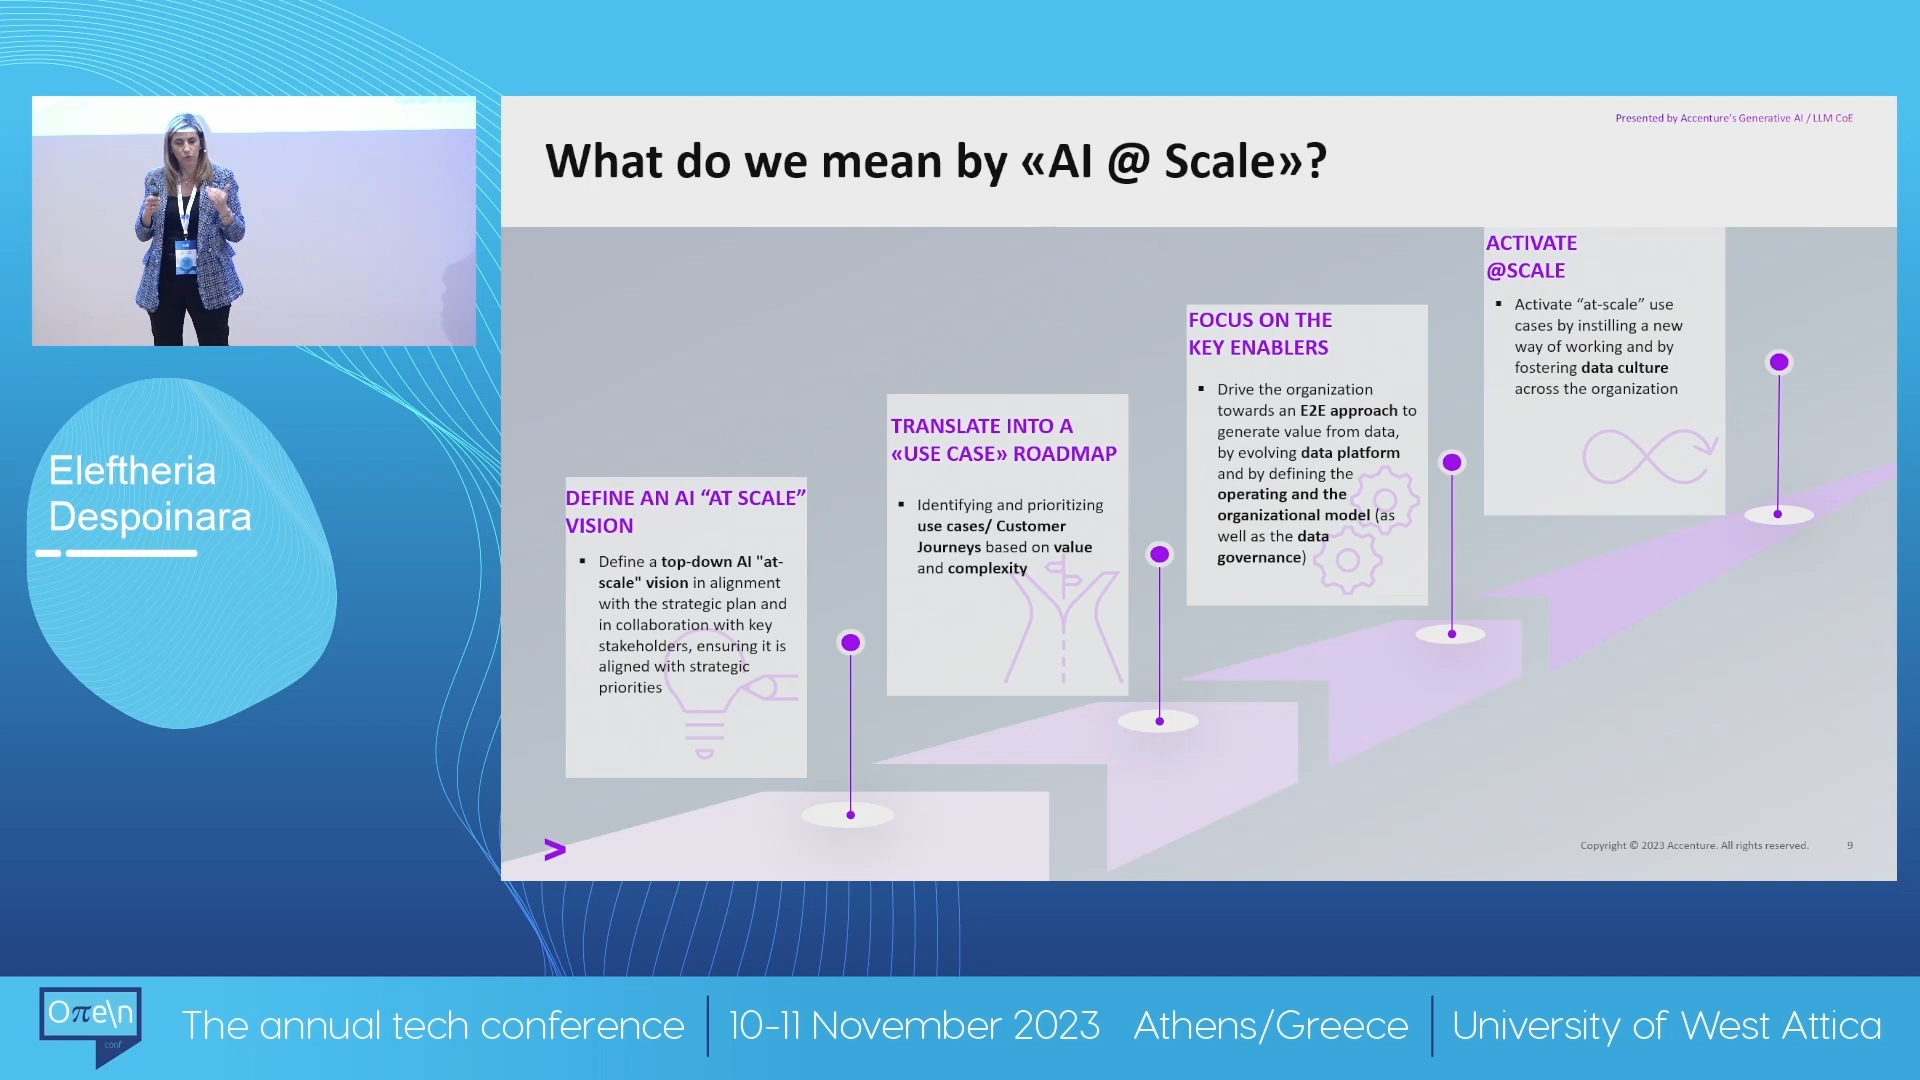 Presented by Accenture's Generative AI / LLM CoE
What do we mean by «AI @ Scale»?
Eleftheria
Despoinara
DEFINE AN AI “AT SCALE”
VISION
▪ Define a top-down AI "at-
scale" vision in alignment
with the strategic plan and
in collaboration with key
stakeholders, ensuring it is
aligned with strategic
priorities
TRANSLATE INTO A
«USE CASE» ROADMAP
▪ Identifying and prioritizing
use cases/ Customer
Journeys based on value
and complexity
FOCUS ON THE
KEY ENABLERS
▪ Drive the organization
towards an E2E approach to
generate value from data,
by evolving data platform
and by defining the
operating and the
organizational model (as
well as the data
governance)
ACTIVATE
@SCALE
▪ Activate “at-scale” use
cases by instilling a new
way of working and by
fostering data culture
across the organization
>
Copyright © 2023 Accenture. All rights reserved. 9
Oπe\n
conf
The annual tech conference | 10-11 November 2023 Athens/Greece | University of West Attica